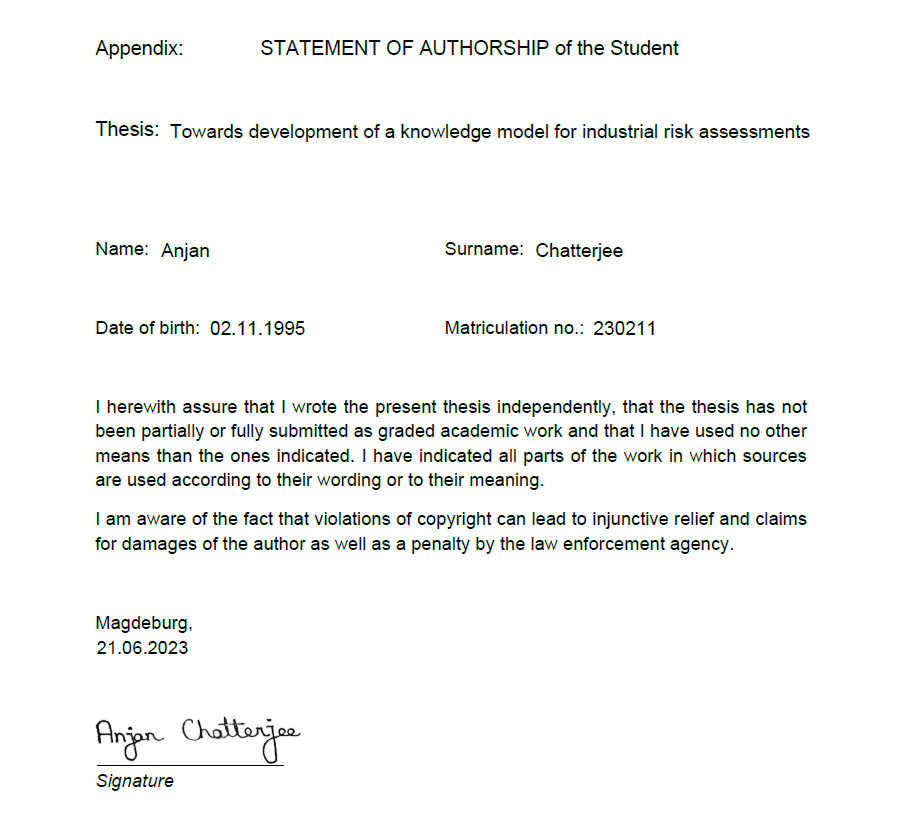 Appendix: STATEMENT OF AUTHORSHIP of the Student
Thesis: Towards development of a knowledge model for industrial risk assessments
Name: Anjan Surname: Chatterjee
Date of birth: 02.11.1995 Matriculation no.: 230211
I herewith assure that I wrote the present thesis independently, that the thesis has not
been partially or fully submitted as graded academic work and that I have used no other
means than the ones indicated. I have indicated all parts of the work in which sources
are used according to their wording or to their meaning.
I am aware of the fact that violations of copyright can lead to injunctive relief and claims
for damages of the author as well as a penalty by the law enforcement agency.
Magdeburg,
21.06.2023
Anjan Chatterjee
Signature